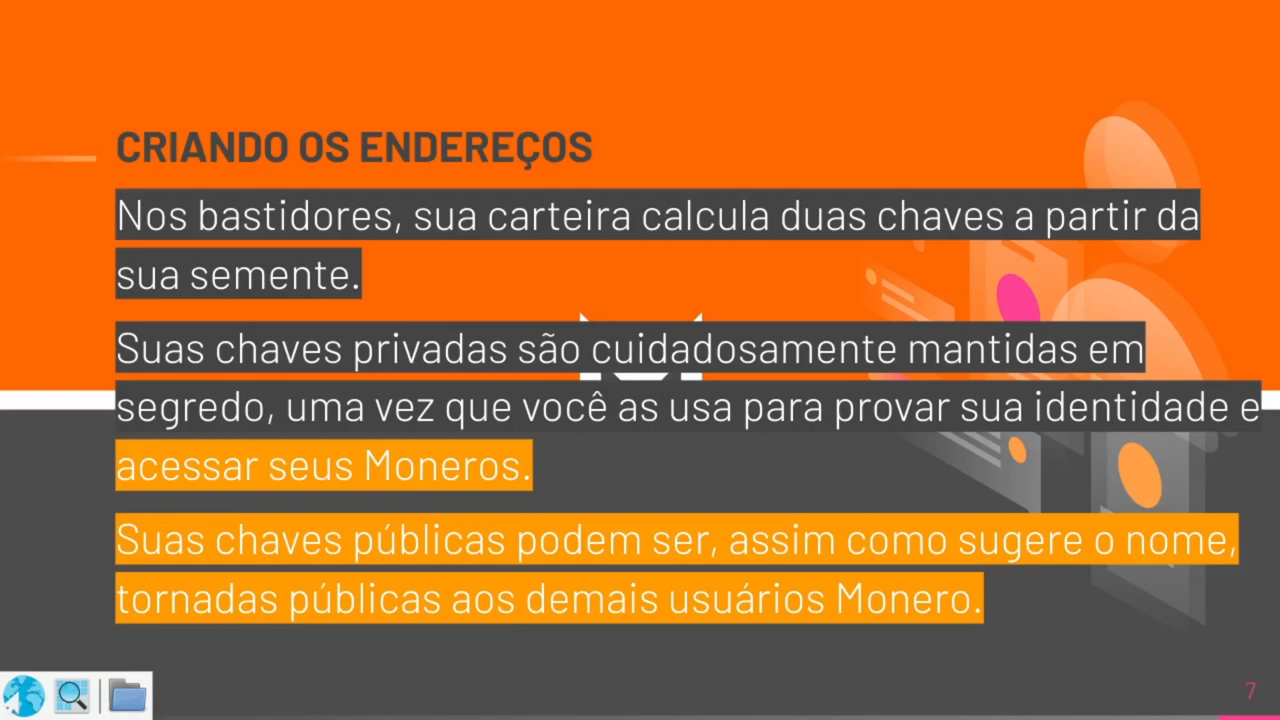 CRIANDO OS ENDEREÇOS
Nos bastidores, sua carteira calcula duas chaves a partir da
sua semente.
Suas chaves privadas são cuidadosamente mantidas em
segredo, uma vez que você as usa para provar sua identidade e
acessar seus Moneros.
Suas chaves públicas podem ser, assim como sugere o nome,
tornadas públicas aos demais usuários Monero.
7